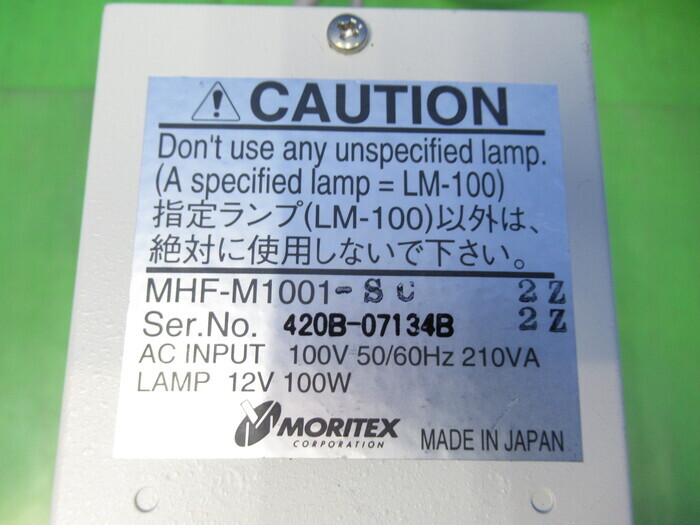 CAUTION
Don't use any unspecified lamp.
(A specified lamp = LM-100)
指定ランプ(LM-100)以外は、
絶対に使用しないで下さい。
MHF-M1001-SC 2Z
Ser.No. 420B-07134B 2Z
AC INPUT 100V 50/60Hz 210VA
LAMP 12V 100W
MORITEX
CORPORATION
MADE IN JAPAN